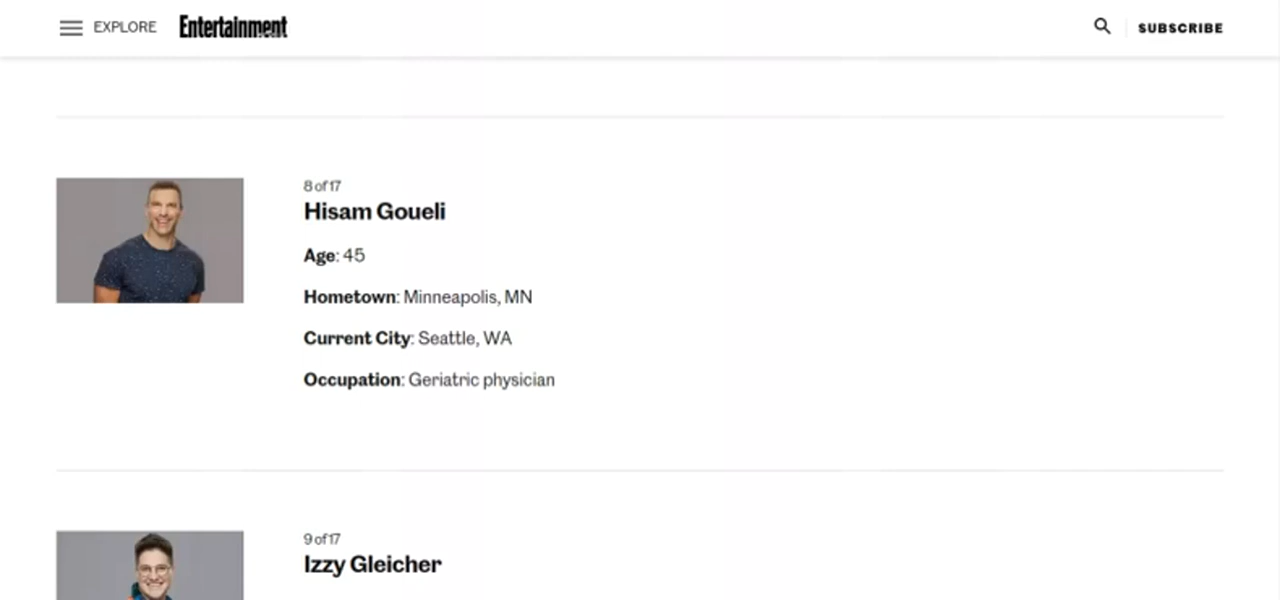 EXPLORE Entertainment SUBSCRIBE
8 of 17
Hisam Goueli
Age: 45
Hometown: Minneapolis, MN
Current City: Seattle, WA
Occupation: Geriatric physician
9 of 17
Izzy Gleicher